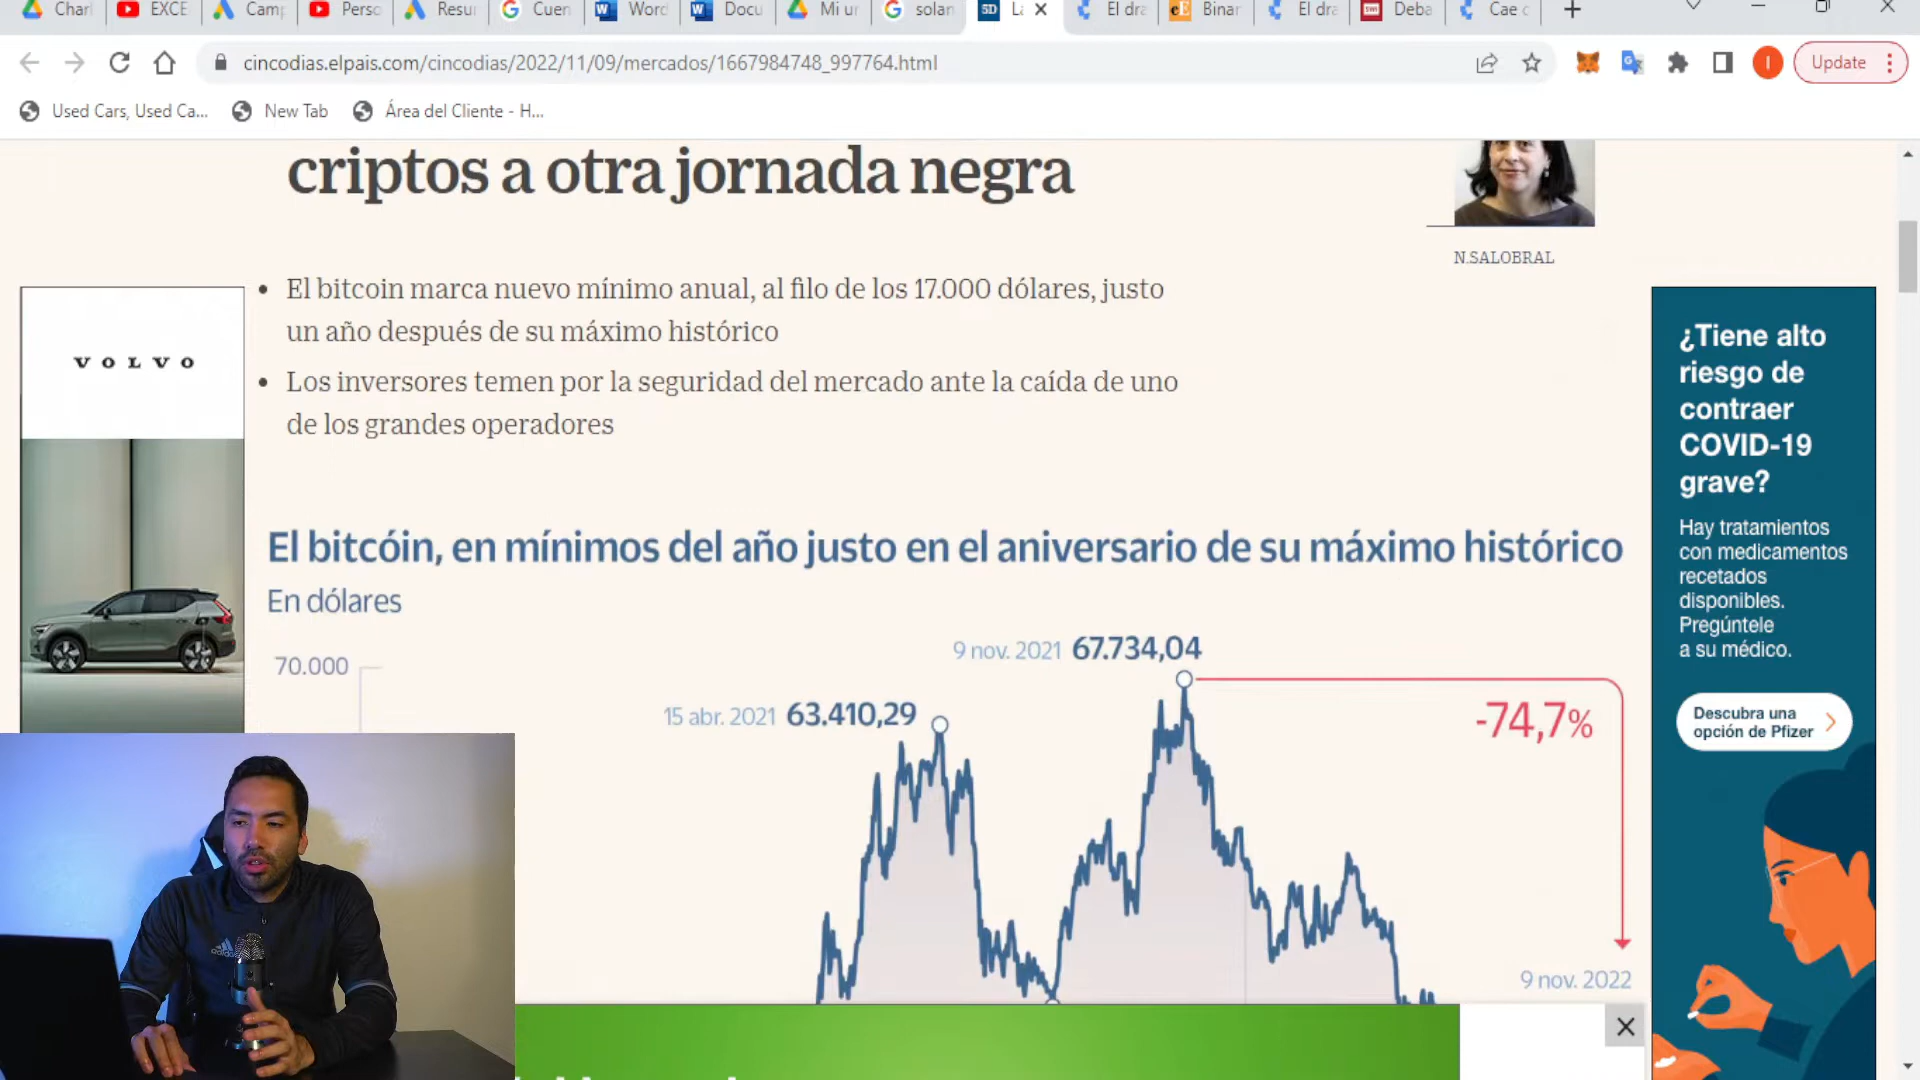 Charl
EXCE
Camp
Perso
Resu
Cuen
Word
Docu
Mi un
solan
5D
El dra
cE
Binar
El dra
Deba
Cae
Update
cincodias.elpais.com/cincodias/2022/11/09/mercados/1667984748_997764.html
I
Used Cars, Used Ca...
New Tab
Área del Cliente - H...
criptos a otra jornada negra
N.SALOBRAL
• El bitcoin marca nuevo mínimo anual, al filo de los 17.000 dólares, justo
un año después de su máximo histórico
• Los inversores temen por la seguridad del mercado ante la caída de uno
de los grandes operadores
VOLVO
El bitcóin, en mínimos del año justo en el aniversario de su máximo histórico
En dólares
9 nov. 2021 67.734,04
70.000
15 abr. 2021 63.410,29
-74,7%
9 nov. 2022
¿Tiene alto
riesgo de
contraer
COVID-19
grave?
Hay tratamientos
con medicamentos
recetados
disponibles.
Pregúntele
a su médico.
Descubra una
opción de Pfizer
adidas